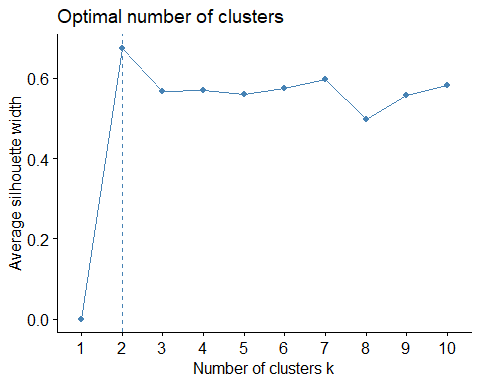 Optimal number of clusters
Average silhouette width
0.6
0.4
0.2
0.0
1 2 3 4 5 6 7 8 9 10
Number of clusters k